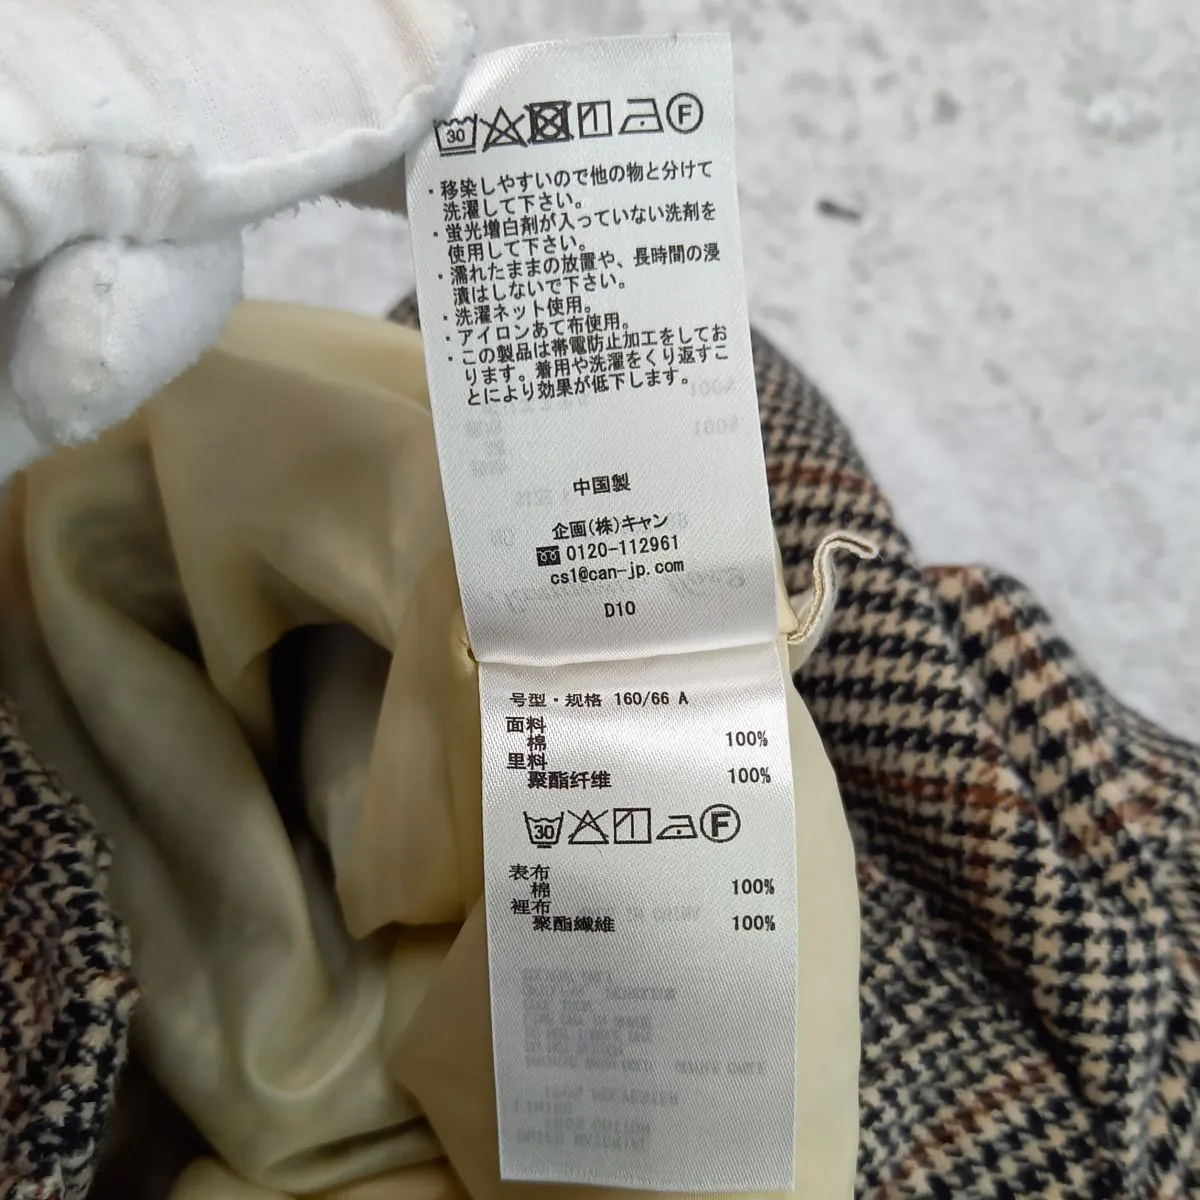 30 F
・移染しやすいので他の物と分けて
洗濯して下さい。
・蛍光増白剤が入っていない洗剤を
使用して下さい。
・濡れたままの放置や、長時間の浸
漬はしないで下さい。
・洗濯ネット使用。
・アイロンあて布使用。
・この製品は帯電防止加工をしてお
ります。着用や洗濯をくり返すこ
とにより効果が低下します。
中国製
企画(株)キャン
0120-112961
cs1@can-jp.com
D10
号型・规格 160/66 A
面料
棉 100%
里料
聚酯纤维 100%
30 F
表布
棉 100%
裡布
聚酯纖維 100%